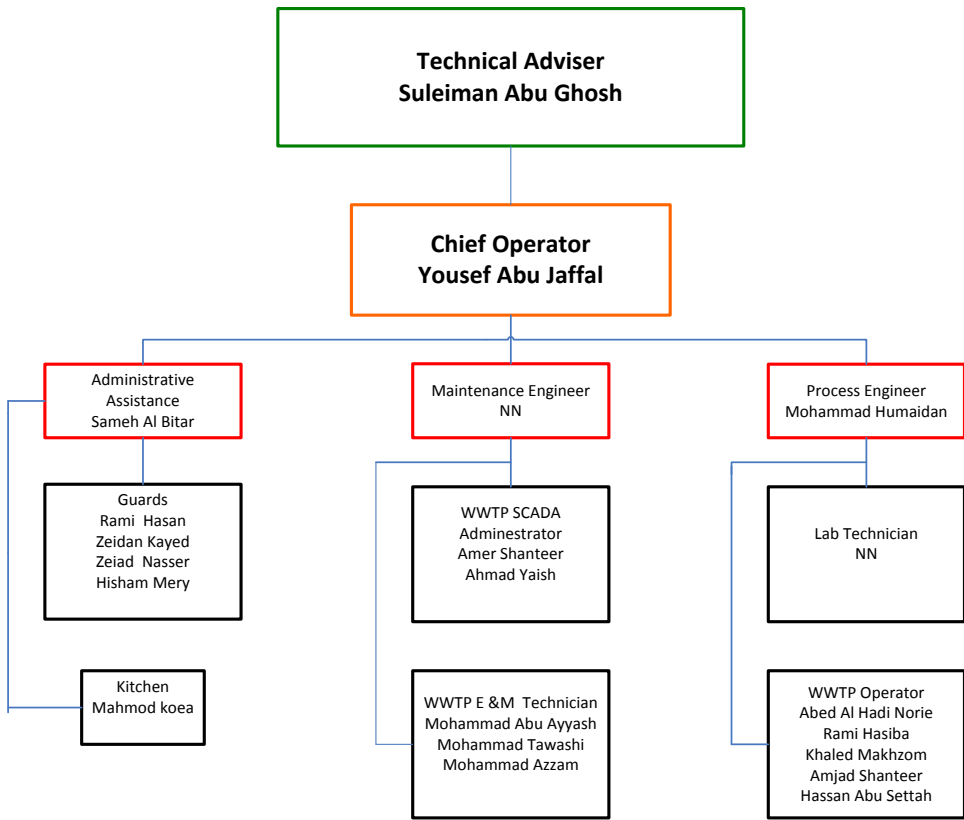 Technical Adviser
Suleiman Abu Ghosh
Chief Operator
Yousef Abu Jaffal
Administrative
Assistance
Sameh Al Bitar
Maintenance Engineer
NN
Process Engineer
Mohammad Humaidan
Guards
Rami  Hasan
Zeidan Kayed
Zeiad  Nasser
Hisham Mery
WWTP SCADA
Adminestrator
Amer Shanteer
Ahmad Yaish
Lab Technician
NN
Kitchen
Mahmod koea
WWTP E &M  Technician
Mohammad Abu Ayyash
Mohammad Tawashi
Mohammad Azzam
WWTP Operator
Abed Al Hadi Norie
Rami Hasiba
Khaled Makhzom
Amjad Shanteer
Hassan Abu Settah